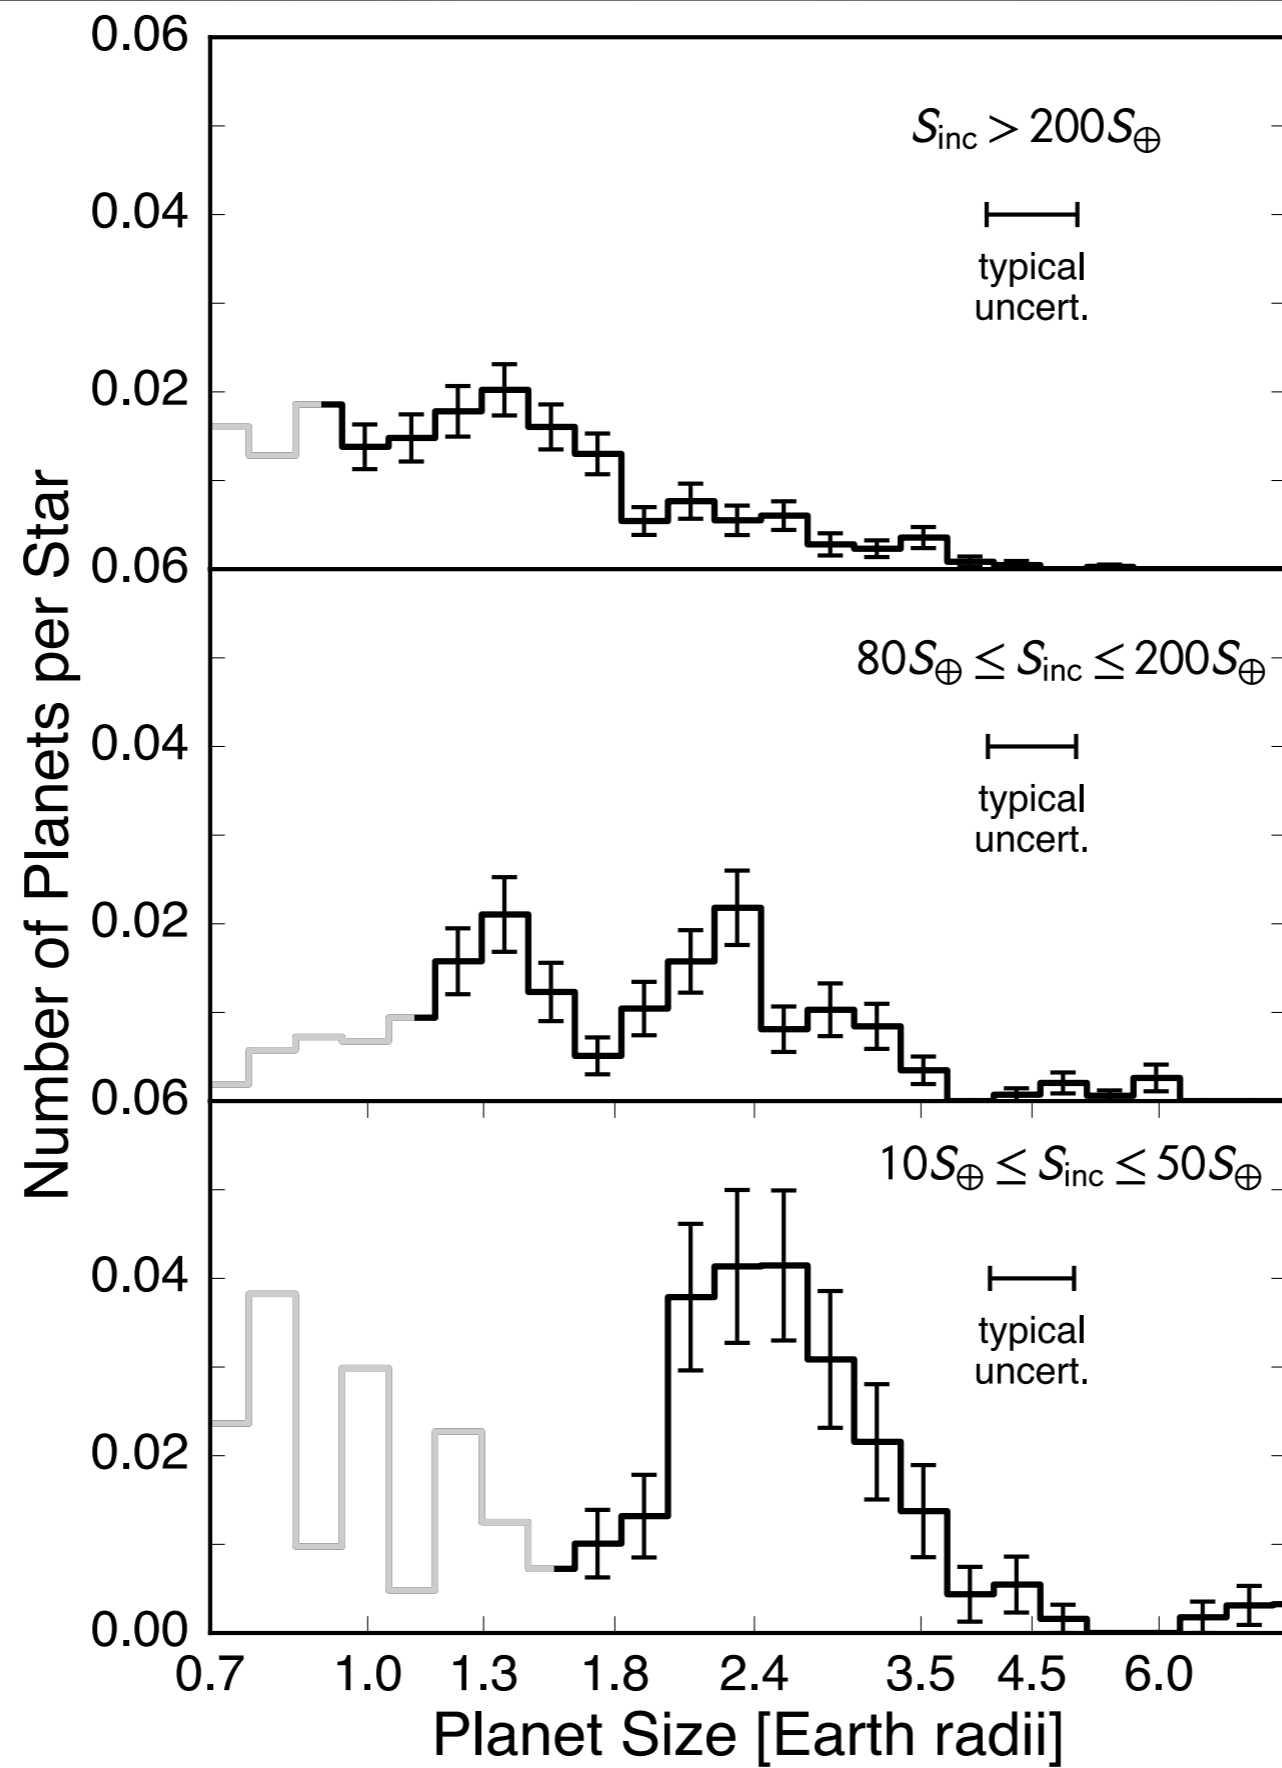 Number of Planets per Star
0.06
0.04
0.02
S_inc > 200S_⊕
typical
uncert.
0.06
0.04
0.02
80S_⊕ ≤ S_inc ≤ 200S_⊕
typical
uncert.
0.06
0.04
0.02
0.00
10S_⊕ ≤ S_inc ≤ 50S_⊕
typical
uncert.
0.7 1.0 1.3 1.8 2.4 3.5 4.5 6.0
Planet Size [Earth radii]